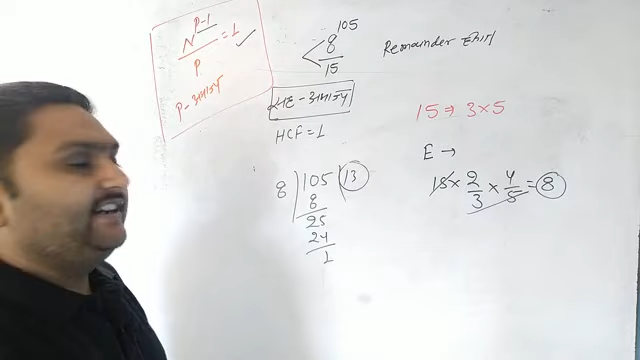 N^(P-1) / P = 1 ✓
P - अभाज्य
8^105 / 15
Remainder
सह - अभाज्य
HCF = 1
8 | 105 | 13
8
25
24
1
15 ⇒ 3 × 5
E →
15 × 2/3 × 4/5 = 8